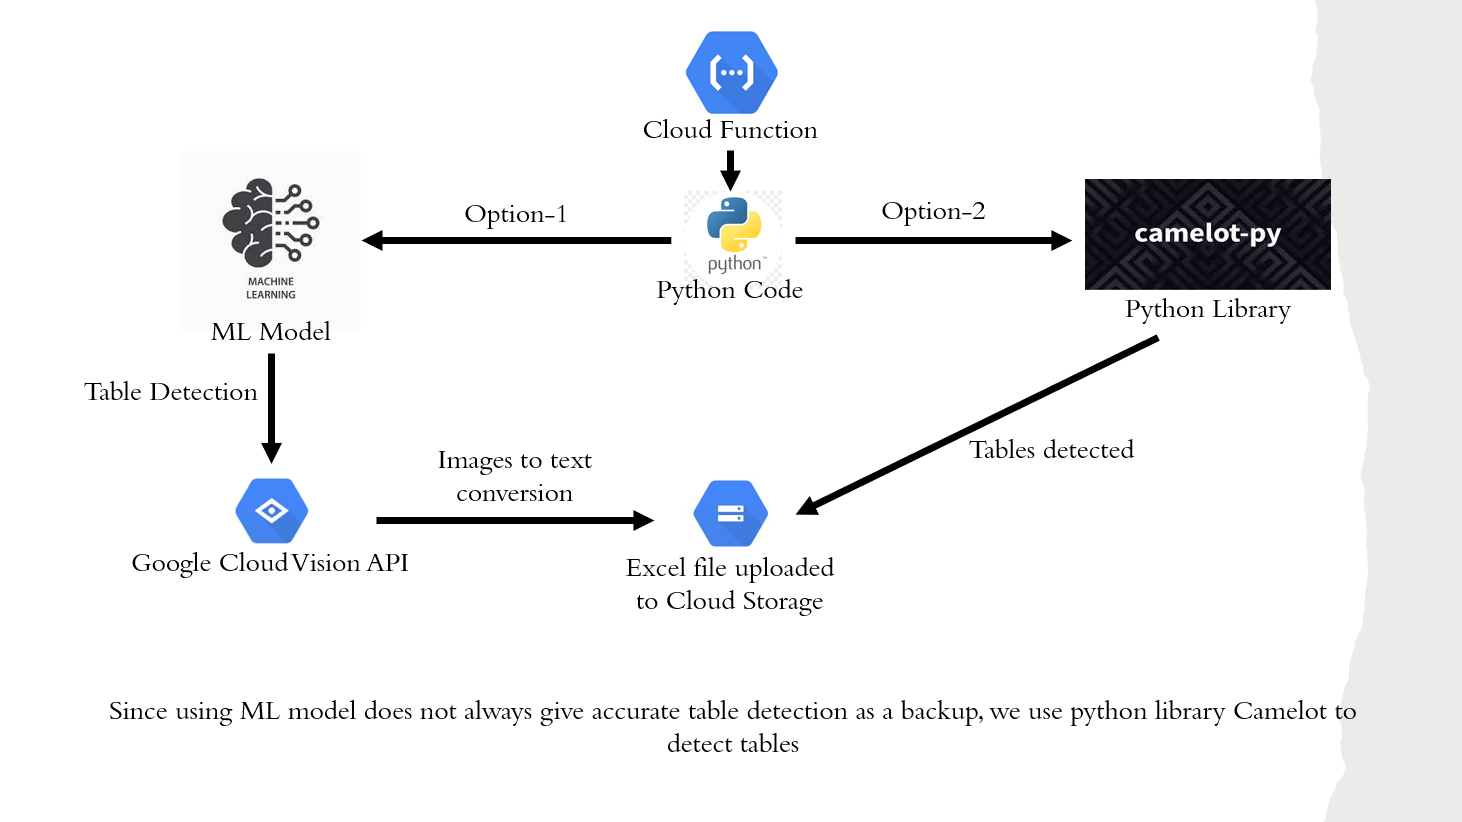 Cloud Function
Option-1
Option-2
camelot-py
MACHINE
LEARNING
python™
Python Code
Python Library
ML Model
Table Detection
Images to text
conversion
Tables detected
Google Cloud Vision API
Excel file uploaded
to Cloud Storage
Since using ML model does not always give accurate table detection as a backup, we use python library Camelot to
detect tables